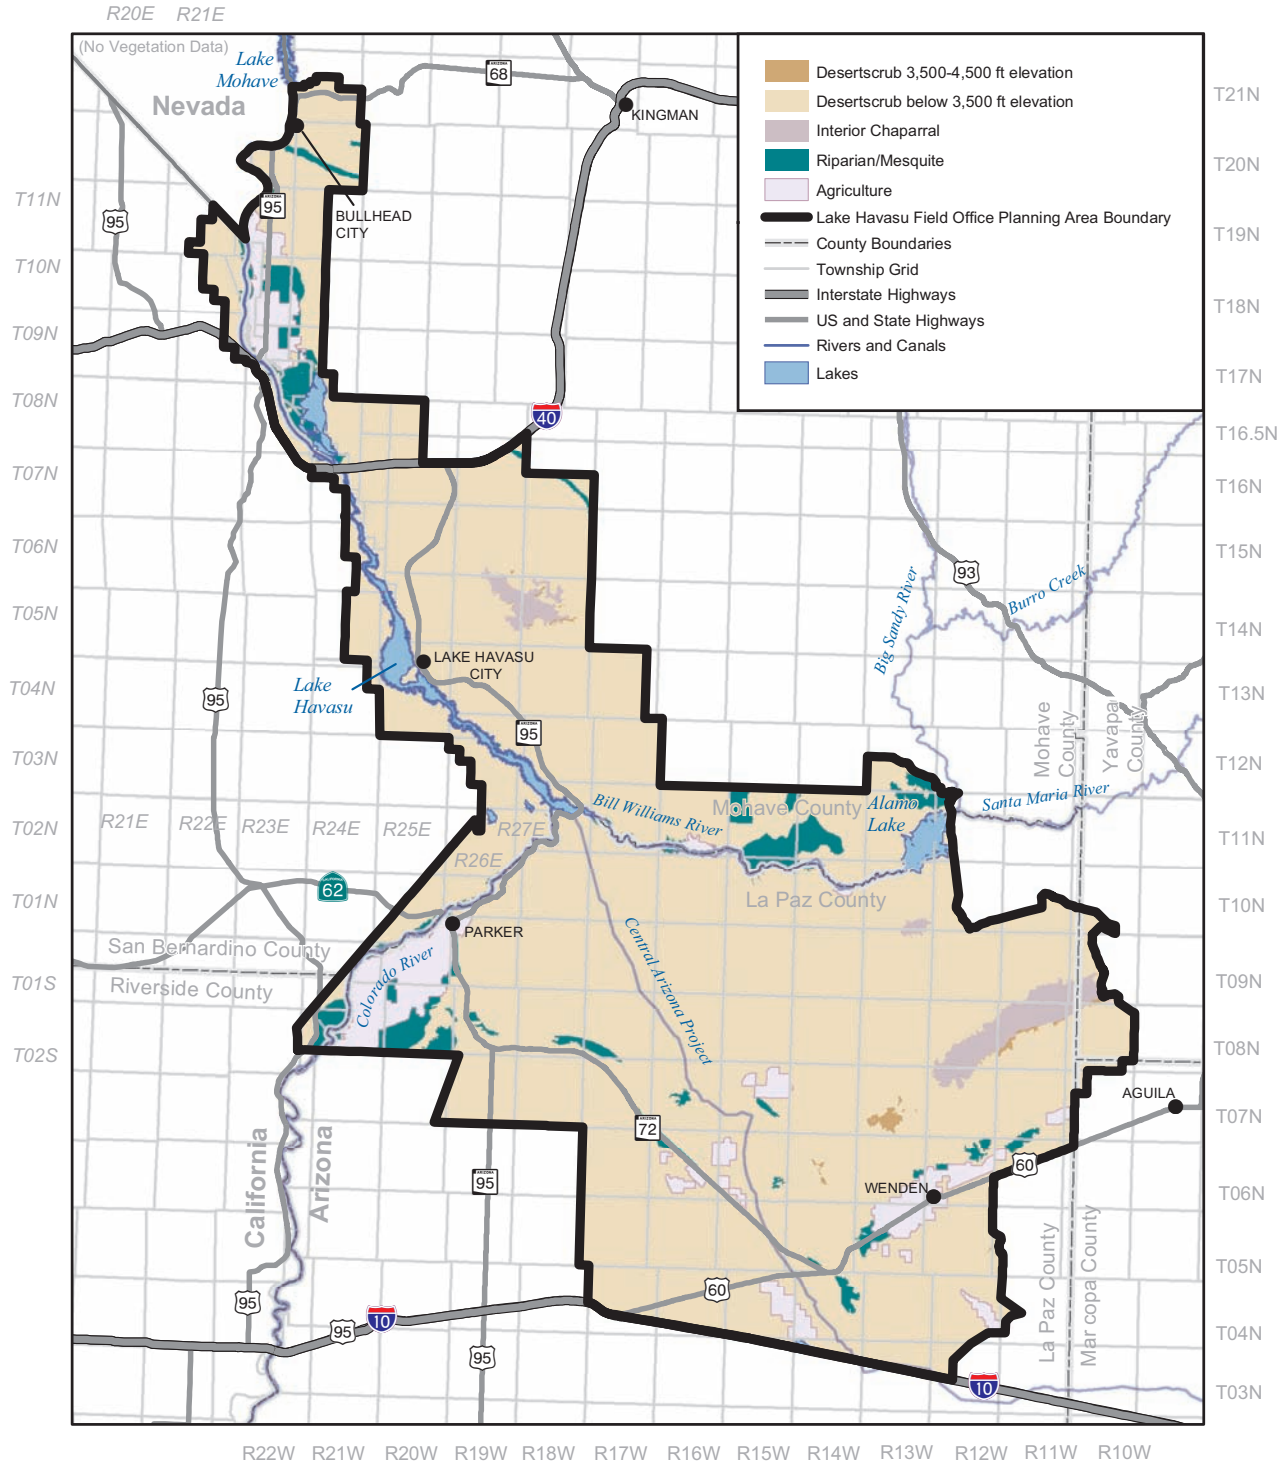 R20E R21E
(No Vegetation Data)
Lake
Mohave
Nevada
68
KINGMAN
Desertscrub 3,500-4,500 ft elevation
Desertscrub below 3,500 ft elevation
Interior Chaparral
Riparian/Mesquite
Agriculture
Lake Havasu Field Office Planning Area Boundary
County Boundaries
Township Grid
Interstate Highways
US and State Highways
Rivers and Canals
Lakes
T21N
T20N
T19N
T18N
T17N
T16.5N
T16N
T15N
T14N
T13N
T12N
T11N
T10N
T09N
T08N
T07N
T06N
T05N
T04N
T03N
T11N
T10N
T09N
T08N
T07N
T06N
T05N
T04N
T03N
T02N
T01N
T01S
T02S
95
95
BULLHEAD
CITY
40
93
Big Sandy River
Burro Creek
LAKE HAVASU
CITY
Lake
Havasu
95
95
Mohave
County
Yavapa
County
Santa Maria River
Mohave County
Alamo
Lake
Bill Williams River
R21E R22E R23E R24E R25E R27E
R26E
La Paz County
62
PARKER
San Bernardino County
Riverside County
Colorado River
Central Arizona Project
AGUILA
72
60
WENDEN
California
Arizona
95
La Paz County
Mar copa County
60
95
95
10
95
10
R22W R21W R20W R19W R18W R17W R16W R15W R14W R13W R12W R11W R10W